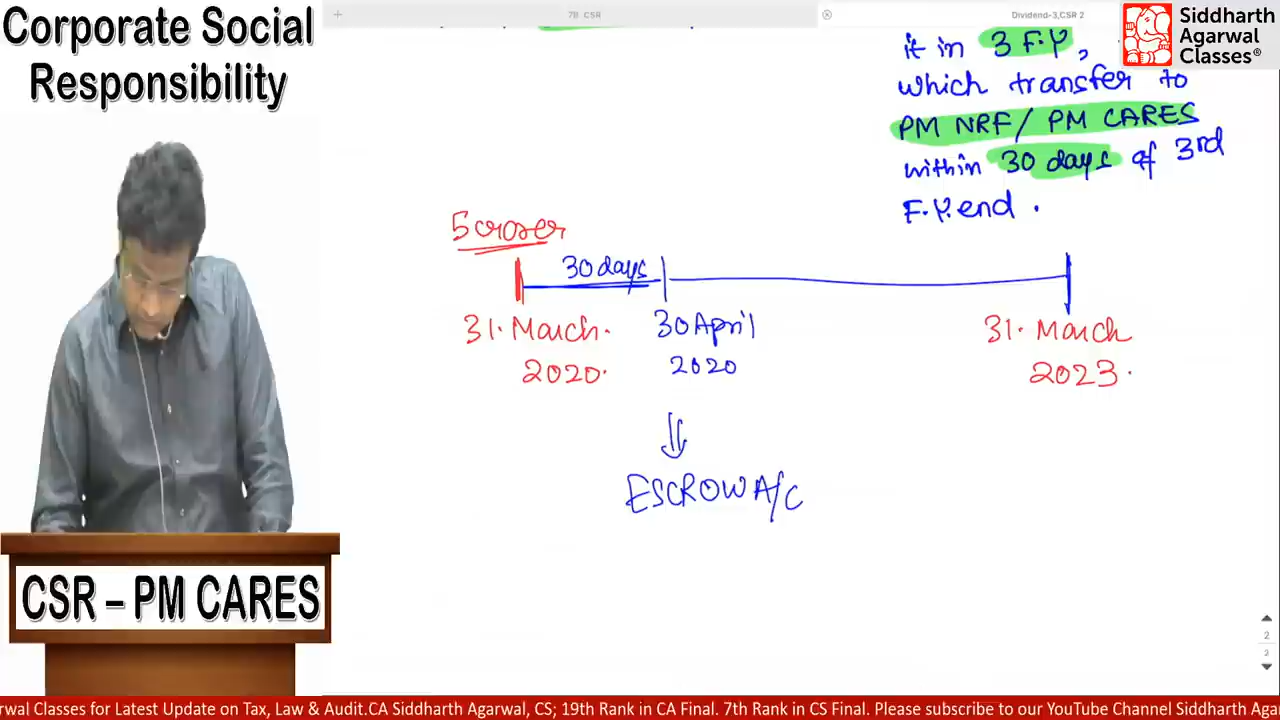 Corporate Social
Responsibility
7B CSR
Dividend-3,CSR 2
Siddharth
Agarwal
Classes®
it in 3 F.Y,
which transfer to
PM NRF/ PM CARES
within 30 days of 3rd
F.Y. end.
5 crores
30 days
31. March. 2020.
30 April 2020
31. March 2023.
ESCROW A/C
CSR – PM CARES
2
2
rwal Classes for Latest Update on Tax, Law & Audit.CA Siddharth Agarwal, CS; 19th Rank in CA Final. 7th Rank in CS Final. Please subscribe to our YouTube Channel Siddharth Aga